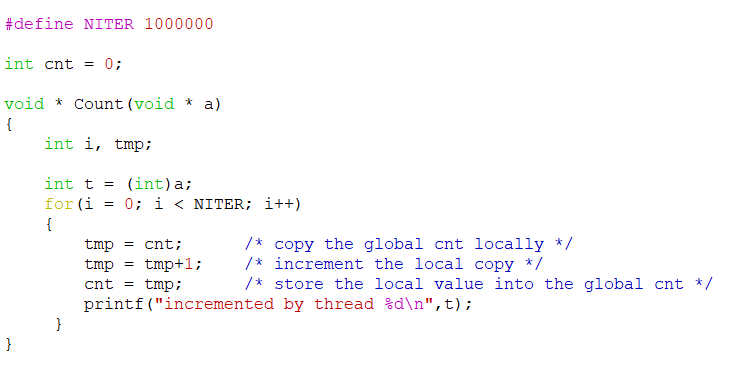 #define NITER 1000000
int cnt = 0;
void * Count(void * a)
{
    int i, tmp;
    int t = (int)a;
    for(i = 0; i < NITER; i++)
    {
        tmp = cnt;      /* copy the global cnt locally */
        tmp = tmp+1;    /* increment the local copy */
        cnt = tmp;      /* store the local value into the global cnt */
        printf("incremented by thread %d\n",t);
     }
}